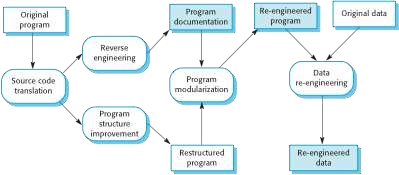 Original
program
Program
documentation
Re-engineered
program
Original data
Reverse
engineering
Source code
translation
Program
modularization
Data
re-engineering
Program
structure
improvement
Restructured
program
Re-engineered
data